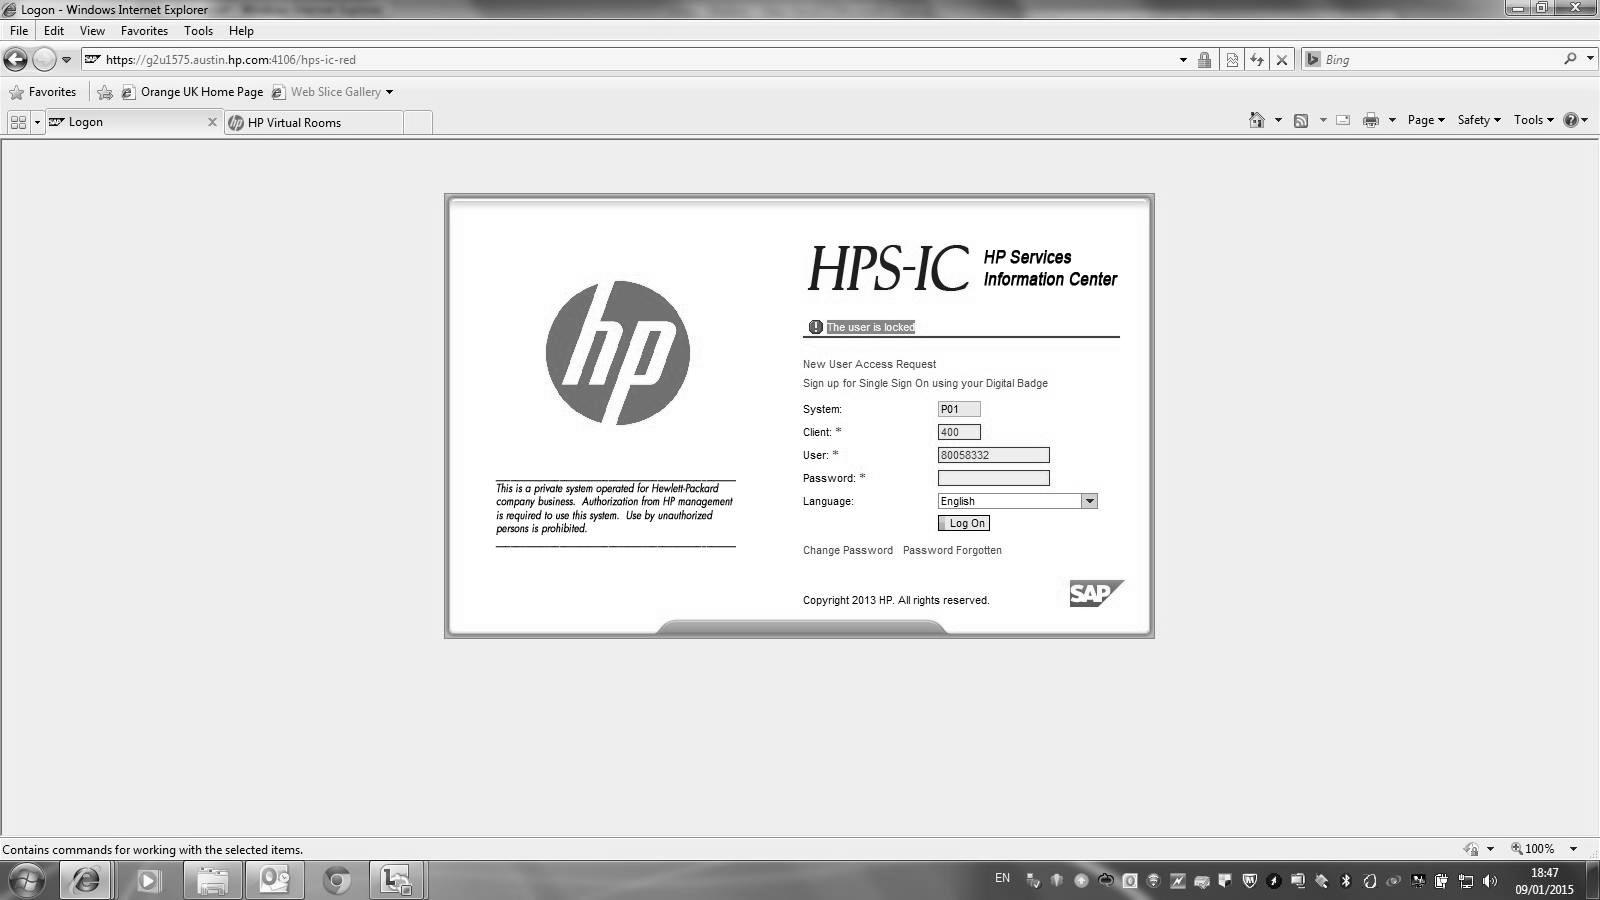 Logon - Windows Internet Explorer
File Edit View Favorites Tools Help
https://g2u1575.austin.hp.com:4106/hps-ic-red
Bing
Favorites Orange UK Home Page Web Slice Gallery
Logon HP Virtual Rooms Page Safety Tools
HPS-IC HP Services
Information Center
The user is locked
hp
New User Access Request
Sign up for Single Sign On using your Digital Badge
System: P01
Client: * 400
User: * 80058332
Password: *
Language: English
Log On
This is a private system operated for Hewlett-Packard
company business. Authorization from HP management
is required to use this system. Use by unauthorized
persons is prohibited.
Change Password Password Forgotten
Copyright 2013 HP. All rights reserved.
SAP
Contains commands for working with the selected items.
100%
EN
18:47
09/01/2015